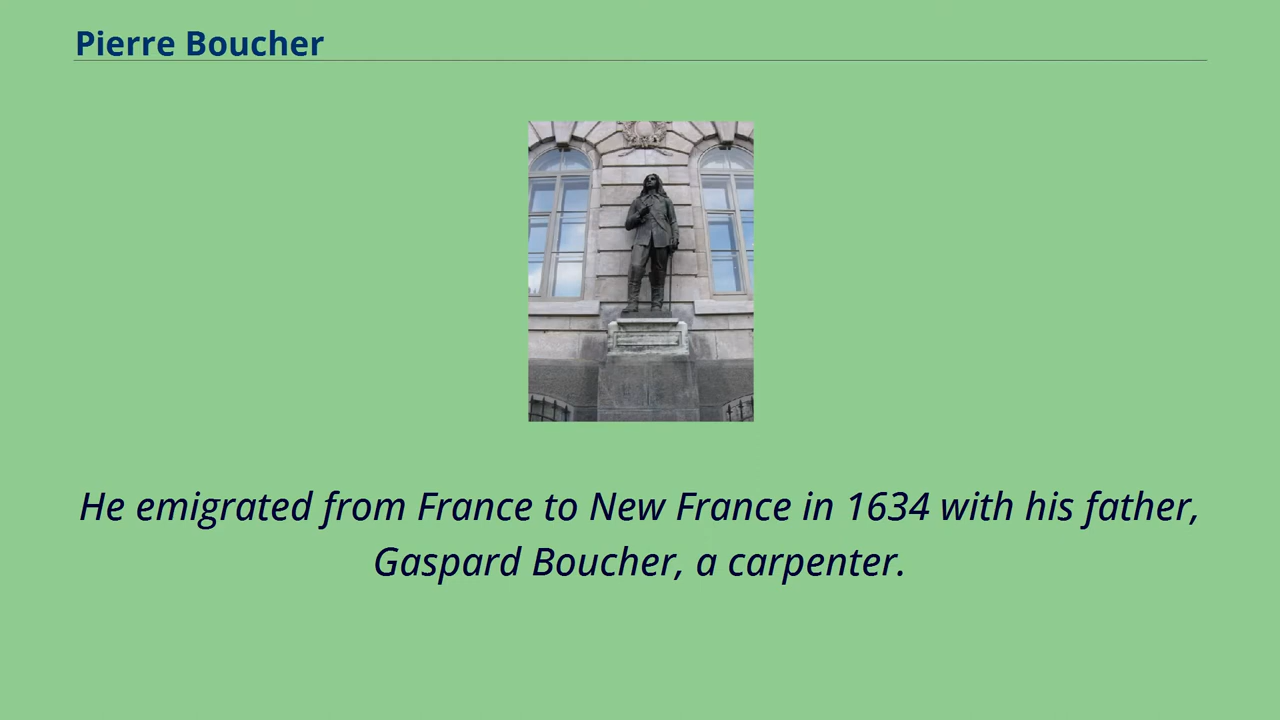 Pierre Boucher
He emigrated from France to New France in 1634 with his father,
Gaspard Boucher, a carpenter.